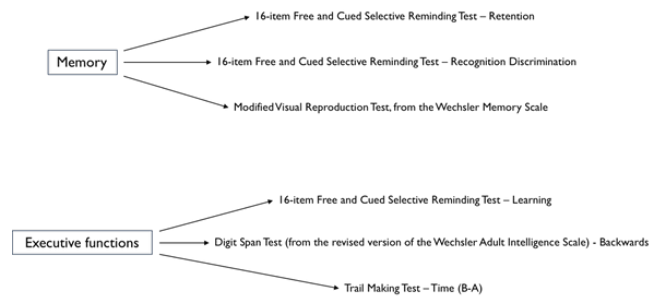 16-item Free and Cued Selective Reminding Test – Retention
Memory
16-item Free and Cued Selective Reminding Test – Recognition Discrimination
Modified Visual Reproduction Test, from the Wechsler Memory Scale
16-item Free and Cued Selective Reminding Test – Learning
Executive functions
Digit Span Test (from the revised version of the Wechsler Adult Intelligence Scale) - Backwards
Trail Making Test – Time (B-A)